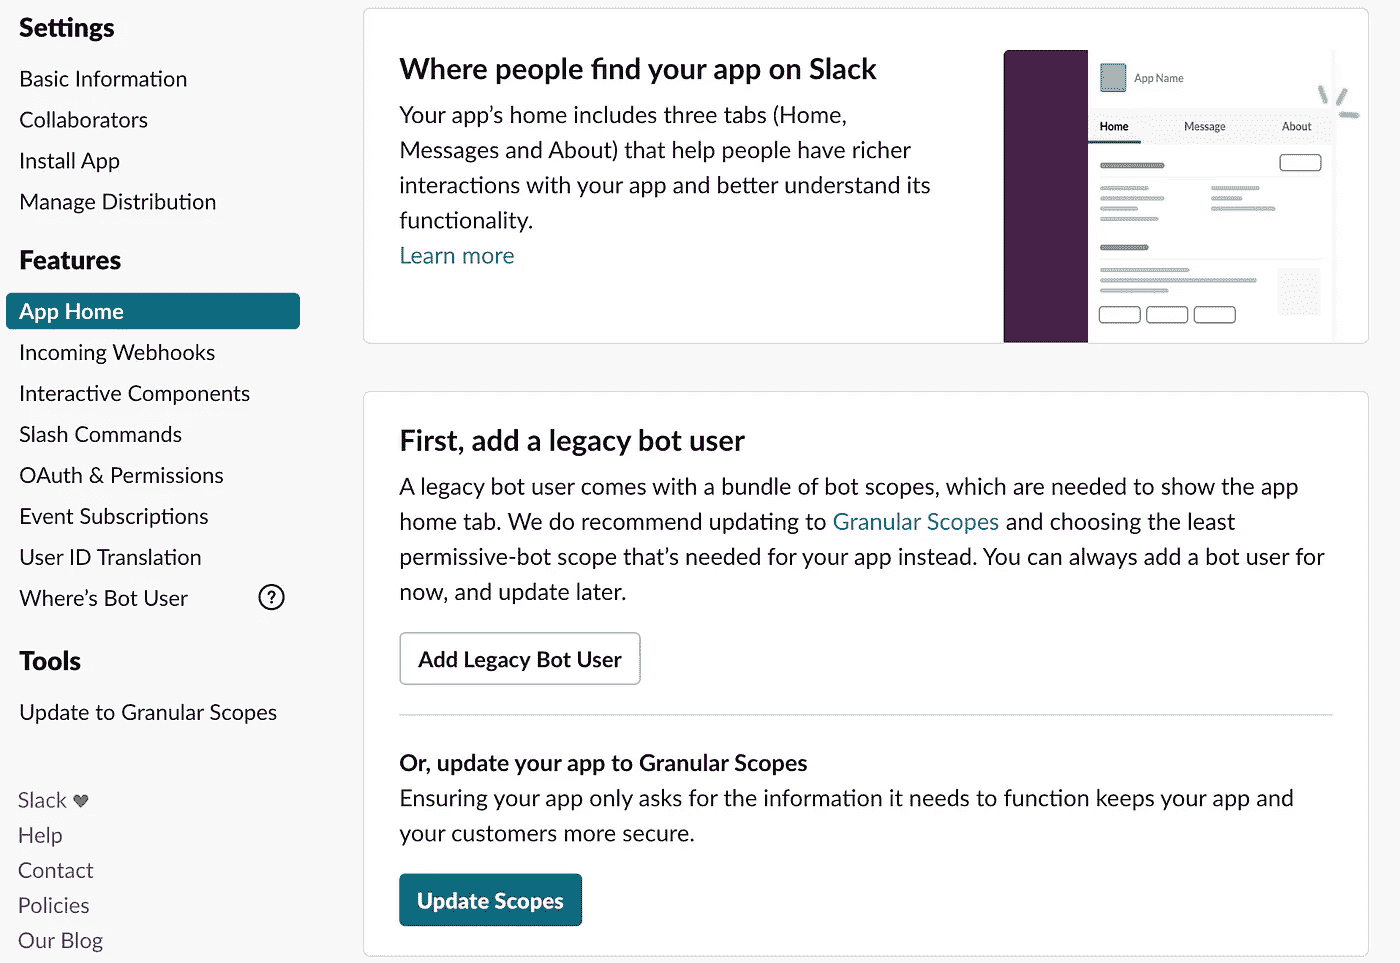 Settings
Basic Information
Collaborators
Install App
Manage Distribution
Features
App Home
Incoming Webhooks
Interactive Components
Slash Commands
OAuth & Permissions
Event Subscriptions
User ID Translation
Where's Bot User
?
Tools
Update to Granular Scopes
Slack ♥
Help
Contact
Policies
Our Blog
Where people find your app on Slack
Your app's home includes three tabs (Home,
Messages and About) that help people have richer
interactions with your app and better understand its
functionality.
Learn more
App Name
Home Message About
First, add a legacy bot user
A legacy bot user comes with a bundle of bot scopes, which are needed to show the app
home tab. We do recommend updating to Granular Scopes and choosing the least
permissive-bot scope that's needed for your app instead. You can always add a bot user for
now, and update later.
Add Legacy Bot User
Or, update your app to Granular Scopes
Ensuring your app only asks for the information it needs to function keeps your app and
your customers more secure.
Update Scopes